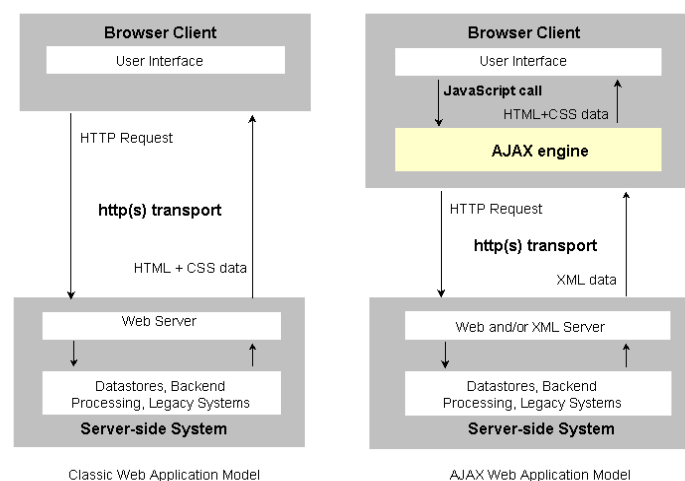 Browser Client
User Interface
HTTP Request
http(s) transport
HTML + CSS data
Web Server
Datastores, Backend
Processing, Legacy Systems
Server-side System
Classic Web Application Model
Browser Client
User Interface
JavaScript call
HTML+CSS data
AJAX engine
HTTP Request
http(s) transport
XML data
Web and/or XML Server
Datastores, Backend
Processing, Legacy Systems
Server-side System
AJAX Web Application Model